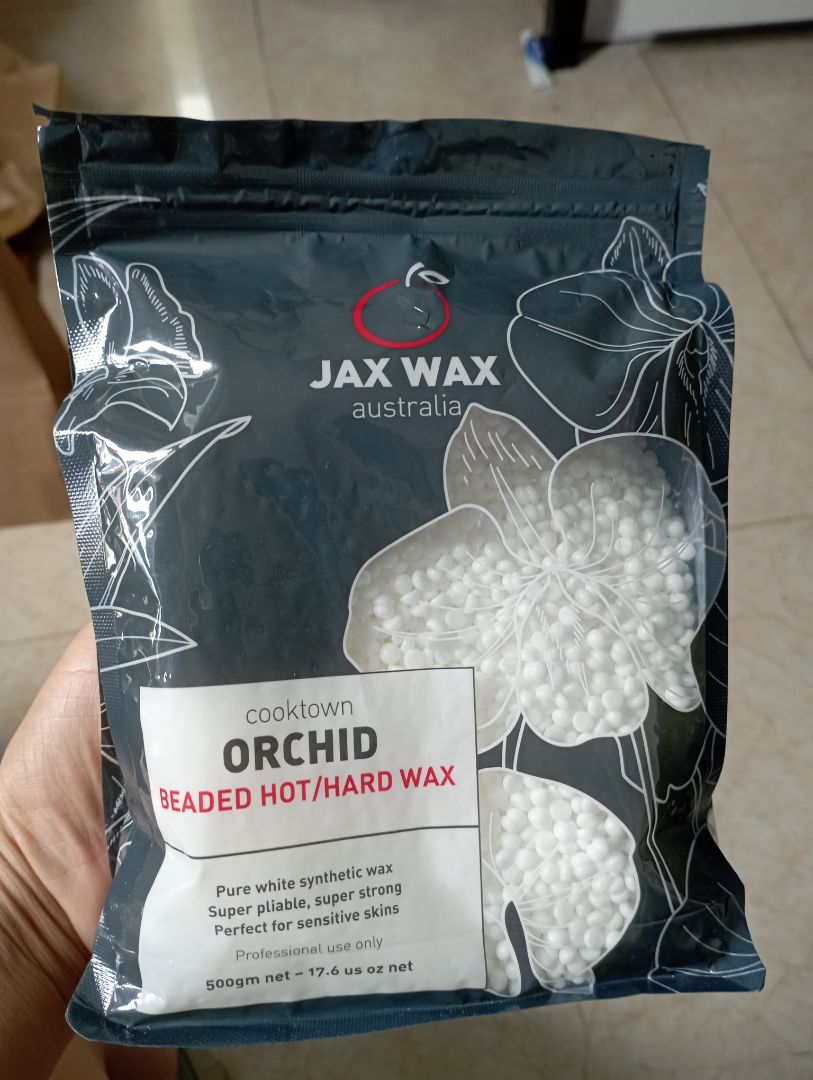 JAX WAX
australia
cooktown
ORCHID
BEADED HOT/HARD WAX
Pure white synthetic wax
Super pliable, super strong
Perfect for sensitive skins
Professional use only
500gm net – 17.6 us oz net